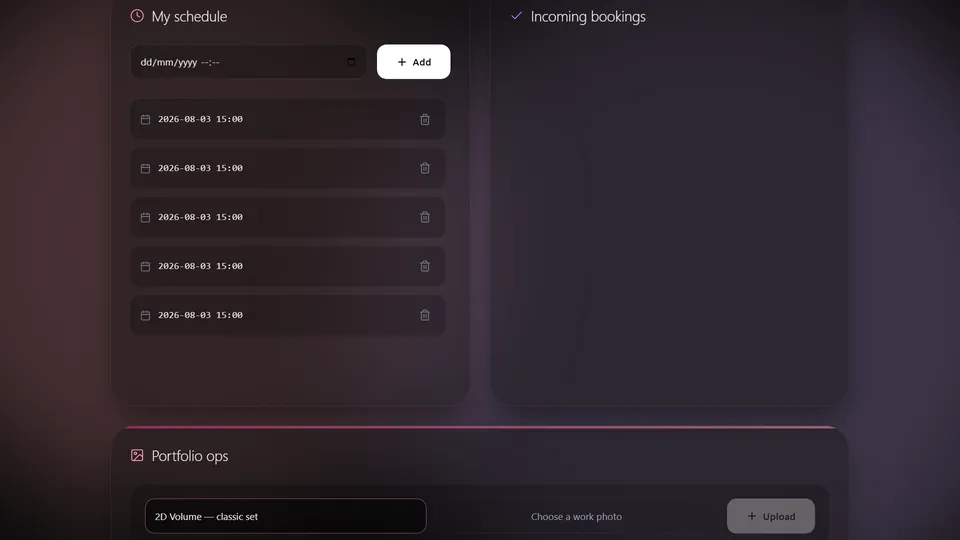 My schedule
dd/mm/yyyy --:--
Add
2026-08-03 15:00
2026-08-03 15:00
2026-08-03 15:00
2026-08-03 15:00
2026-08-03 15:00
Incoming bookings
Portfolio ops
2D Volume — classic set
Choose a work photo
Upload